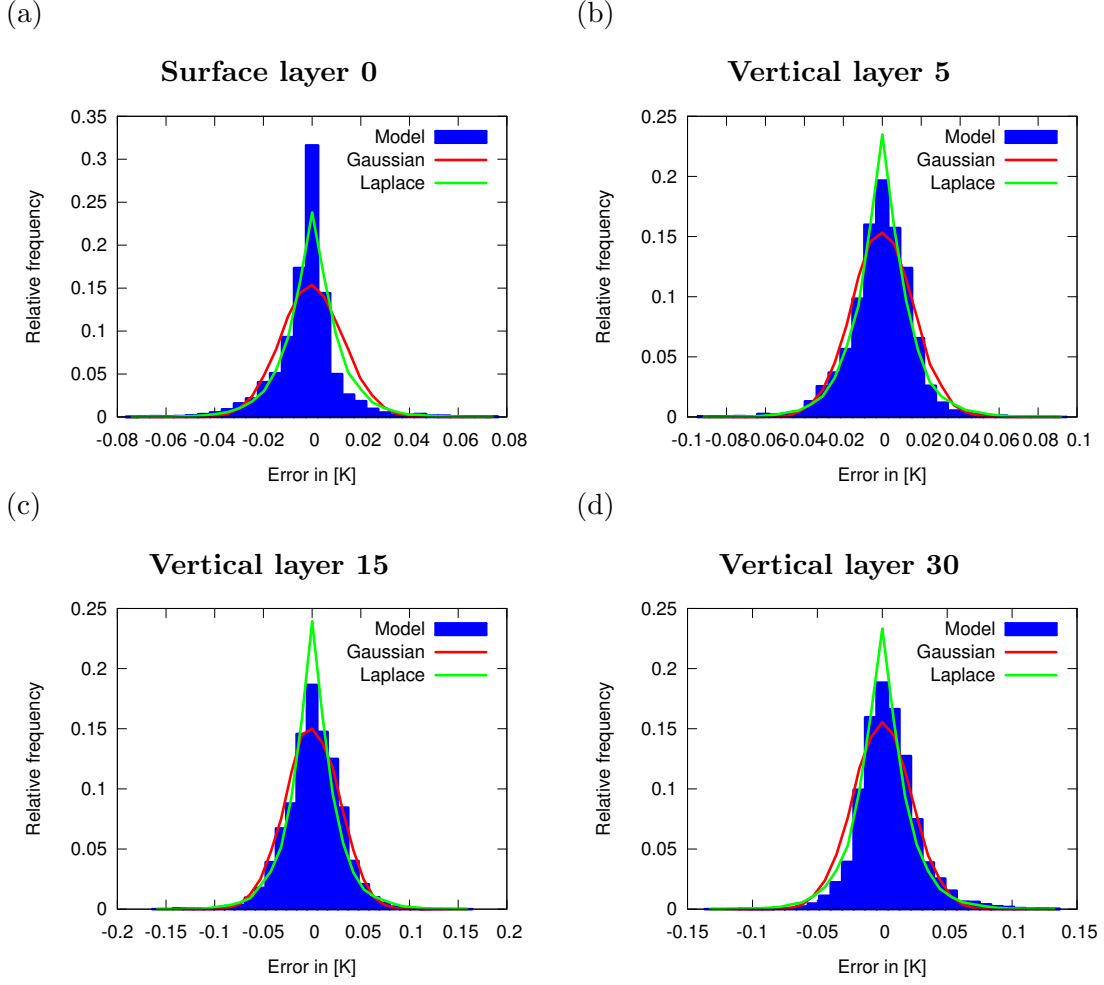 (a)
Surface layer 0
0.35
0.3
0.25
0.2
0.15
0.1
0.05
0
Relative frequency
Model
Gaussian
Laplace
-0.08 -0.06 -0.04 -0.02 0 0.02 0.04 0.06 0.08
Error in [K]
(b)
Vertical layer 5
0.25
0.2
0.15
0.1
0.05
0
Relative frequency
Model
Gaussian
Laplace
-0.1 -0.08 -0.06 -0.04 -0.02 0 0.02 0.04 0.06 0.08 0.1
Error in [K]
(c)
Vertical layer 15
0.25
0.2
0.15
0.1
0.05
0
Relative frequency
Model
Gaussian
Laplace
-0.2 -0.15 -0.1 -0.05 0 0.05 0.1 0.15 0.2
Error in [K]
(d)
Vertical layer 30
0.25
0.2
0.15
0.1
0.05
0
Relative frequency
Model
Gaussian
Laplace
-0.15 -0.1 -0.05 0 0.05 0.1 0.15
Error in [K]